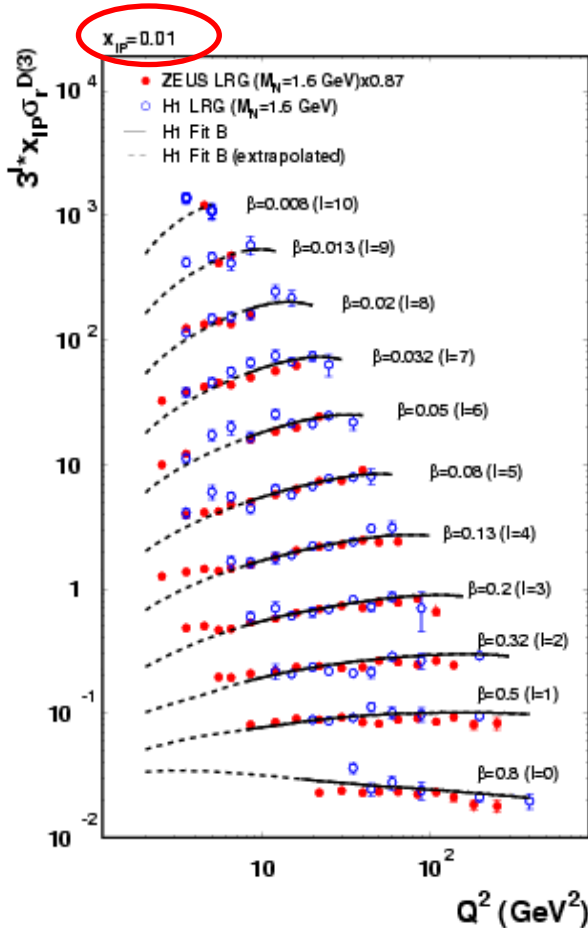 x_IP=0.01
10^4
ZEUS LRG (M_N=1.6 GeV)x0.87
H1 LRG (M_N=1.6 GeV)
H1 Fit B
H1 Fit B (extrapolated)
3^l* x_IP σ_r^D(3)
10^3
β=0.008 (l=10)
β=0.013 (l=9)
β=0.02 (l=8)
10^2
β=0.032 (l=7)
β=0.05 (l=6)
10
β=0.08 (l=5)
β=0.13 (l=4)
1
β=0.2 (l=3)
β=0.32 (l=2)
10^-1
β=0.5 (l=1)
β=0.8 (l=0)
10^-2
10
10^2
Q^2 (GeV^2)